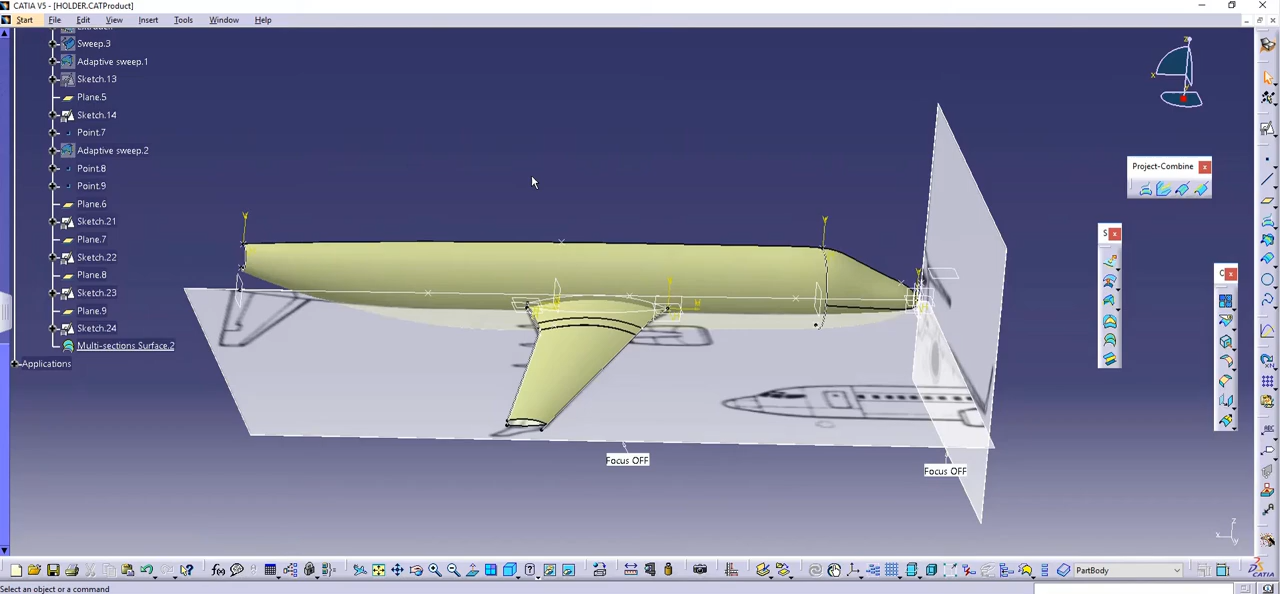 CATIA V5 - [HOLDER.CATProduct]
Start File Edit View Insert Tools Window Help
Sweep.3
Adaptive sweep.1
Sketch.13
Plane.5
Sketch.14
Point.7
Adaptive sweep.2
Point.8
Point.9
Plane.6
Sketch.21
Plane.7
Sketch.22
Plane.8
Sketch.23
Plane.9
Sketch.24
Multi-sections Surface.2
Applications
Project-Combine
S
C
Focus OFF
Focus OFF
PartBody
CATIA
Select an object or a command